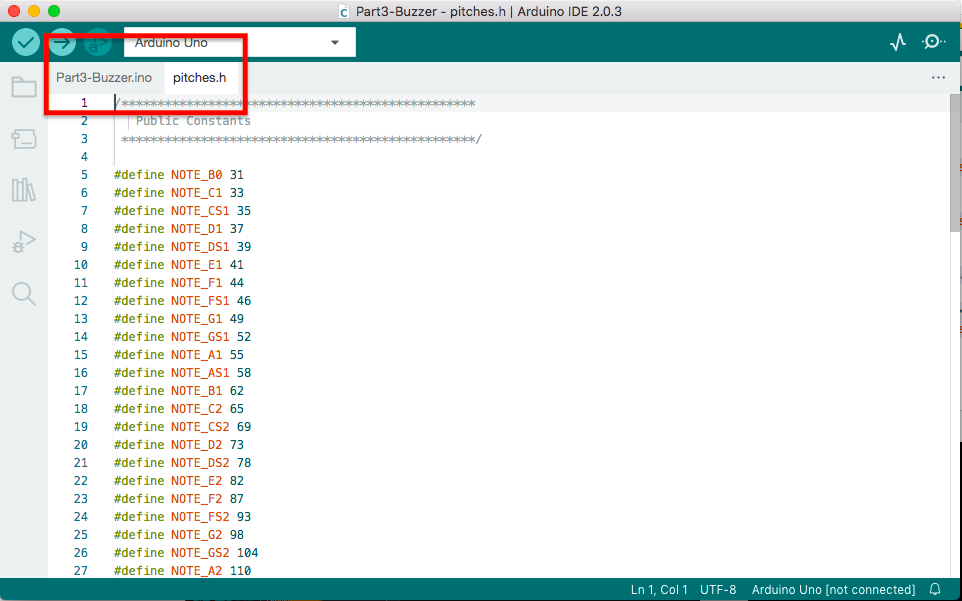 Part3-Buzzer - pitches.h | Arduino IDE 2.0.3
Arduino Uno
Part3-Buzzer.ino pitches.h ...
1 /**************************************************
2 Public Constants
3 **************************************************/
4
5 #define NOTE_B0 31
6 #define NOTE_C1 33
7 #define NOTE_CS1 35
8 #define NOTE_D1 37
9 #define NOTE_DS1 39
10 #define NOTE_E1 41
11 #define NOTE_F1 44
12 #define NOTE_FS1 46
13 #define NOTE_G1 49
14 #define NOTE_GS1 52
15 #define NOTE_A1 55
16 #define NOTE_AS1 58
17 #define NOTE_B1 62
18 #define NOTE_C2 65
19 #define NOTE_CS2 69
20 #define NOTE_D2 73
21 #define NOTE_DS2 78
22 #define NOTE_E2 82
23 #define NOTE_F2 87
24 #define NOTE_FS2 93
25 #define NOTE_G2 98
26 #define NOTE_GS2 104
27 #define NOTE_A2 110
Ln 1, Col 1 UTF-8 Arduino Uno [not connected]